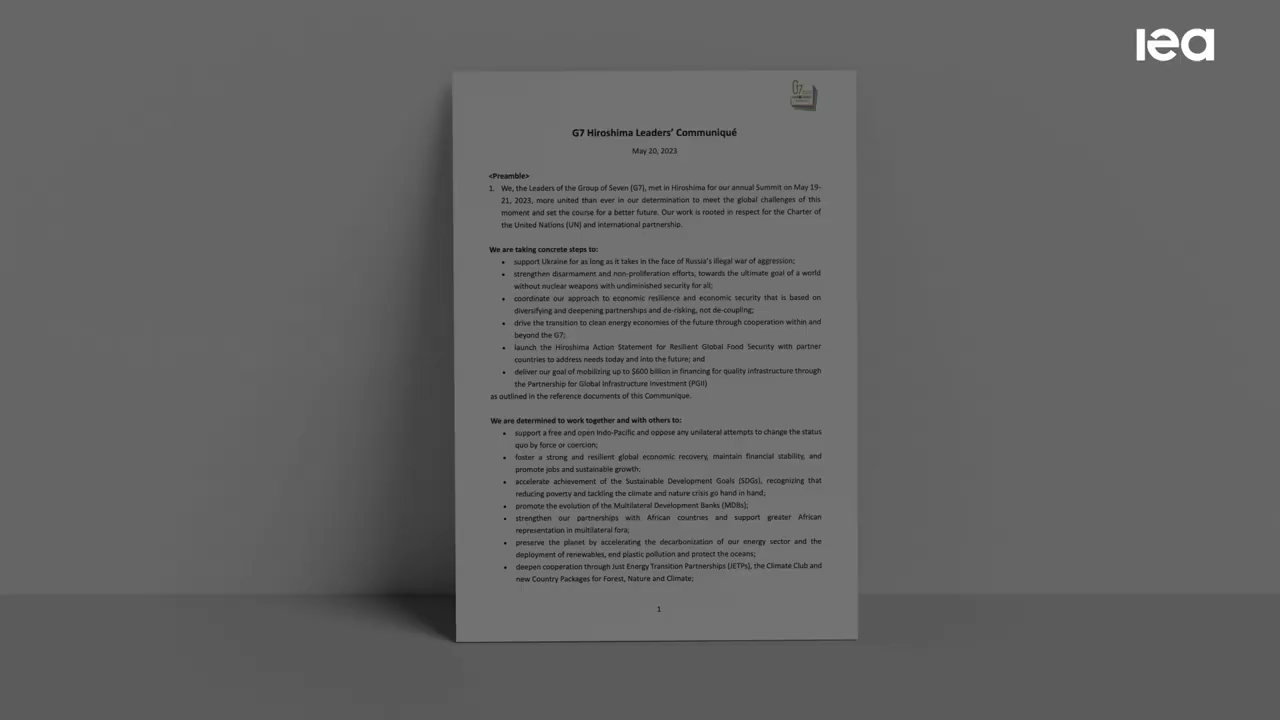 iea
G7
G7 Hiroshima Leaders' Communiqué
May 20, 2023
<Preamble>
1. We, the Leaders of the Group of Seven (G7), met in Hiroshima for our annual Summit on May 19-
21, 2023, more united than ever in our determination to meet the global challenges of this
moment and set the course for a better future. Our work is rooted in respect for the Charter of
the United Nations (UN) and international partnership.
We are taking concrete steps to:
• support Ukraine for as long as it takes in the face of Russia's illegal war of aggression;
• strengthen disarmament and non-proliferation efforts, towards the ultimate goal of a world
without nuclear weapons with undiminished security for all;
• coordinate our approach to economic resilience and economic security that is based on
diversifying and deepening partnerships and de-risking, not de-coupling;
• drive the transition to clean energy economies of the future through cooperation within and
beyond the G7;
• launch the Hiroshima Action Statement for Resilient Global Food Security with partner
countries to address needs today and into the future; and
• deliver our goal of mobilizing up to $600 billion in financing for quality infrastructure through
the Partnership for Global Infrastructure Investment (PGII)
as outlined in the reference documents of this Communique.
We are determined to work together and with others to:
• support a free and open Indo-Pacific and oppose any unilateral attempts to change the status
quo by force or coercion;
• foster a strong and resilient global economic recovery, maintain financial stability, and
promote jobs and sustainable growth;
• accelerate achievement of the Sustainable Development Goals (SDGs), recognizing that
reducing poverty and tackling the climate and nature crisis go hand in hand;
• promote the evolution of the Multilateral Development Banks (MDBs);
• strengthen our partnerships with African countries and support greater African
representation in multilateral fora;
• preserve the planet by accelerating the decarbonization of our energy sector and the
deployment of renewables, end plastic pollution and protect the oceans;
• deepen cooperation through Just Energy Transition Partnerships (JETPs), the Climate Club and
new Country Packages for Forest, Nature and Climate;
1